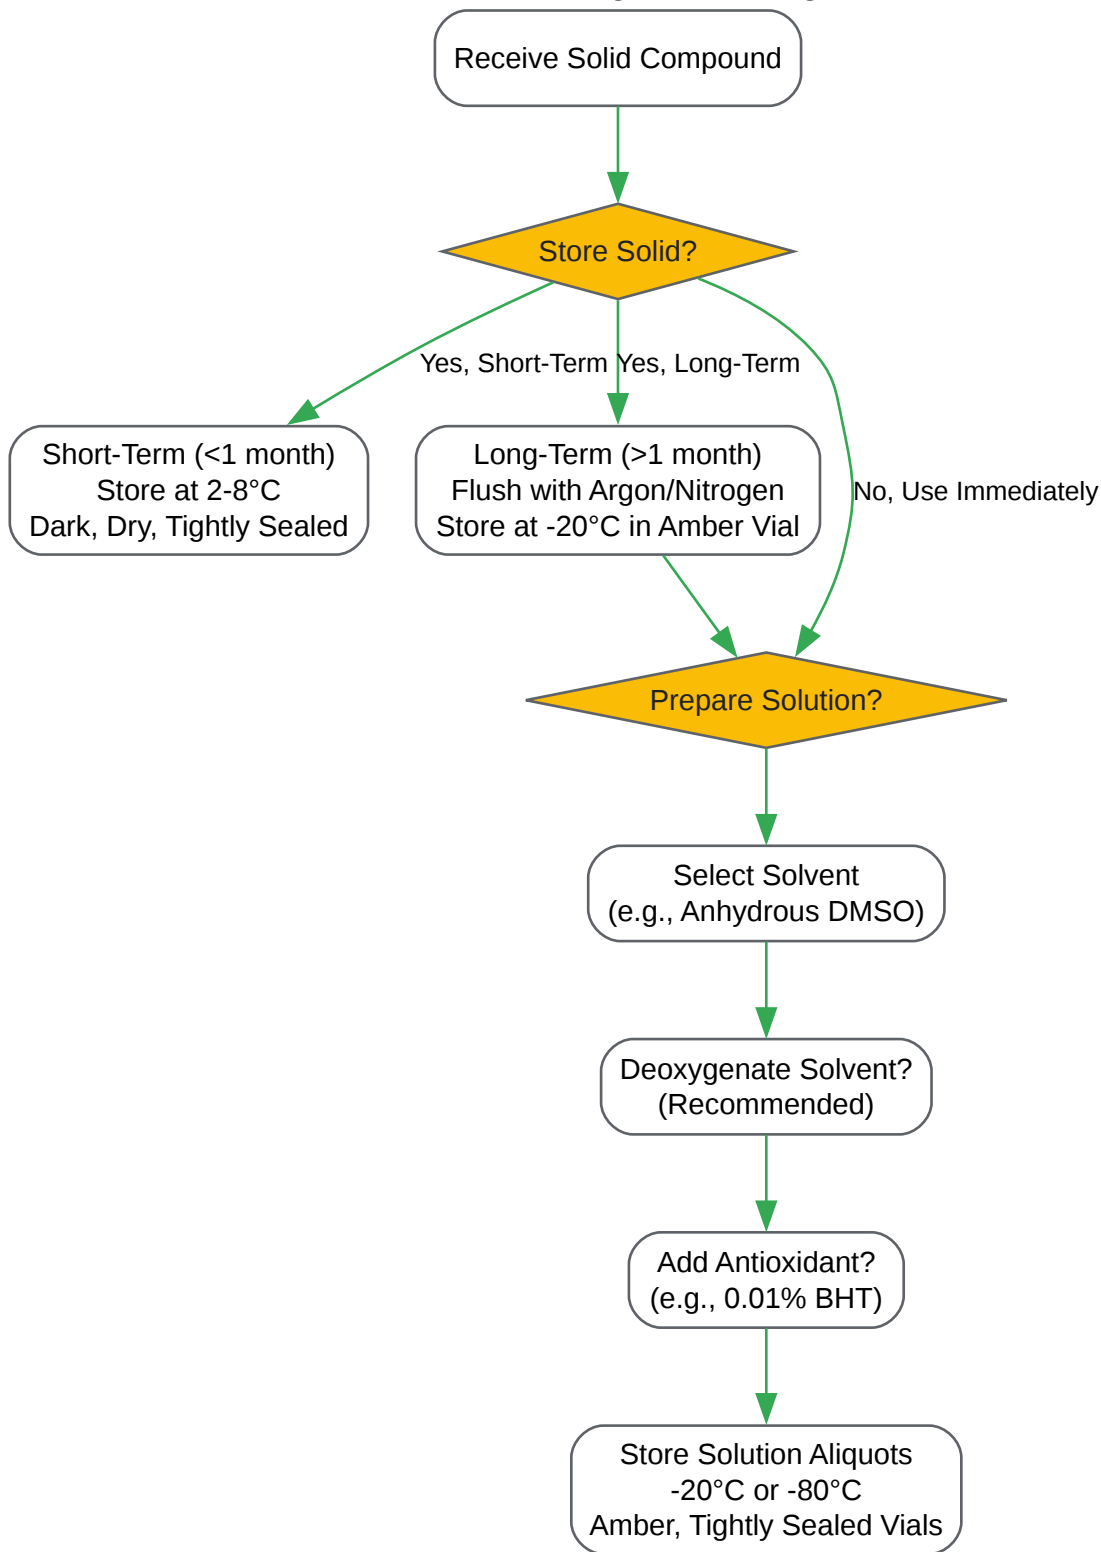 Receive Solid Compound
Store Solid?
Yes, Short-Term
Yes, Long-Term
Short-Term (<1 month)
Store at 2-8°C
Dark, Dry, Tightly Sealed
Long-Term (>1 month)
Flush with Argon/Nitrogen
Store at -20°C in Amber Vial
No, Use Immediately
Prepare Solution?
Select Solvent
(e.g., Anhydrous DMSO)
Deoxygenate Solvent?
(Recommended)
Add Antioxidant?
(e.g., 0.01% BHT)
Store Solution Aliquots
-20°C or -80°C
Amber, Tightly Sealed Vials